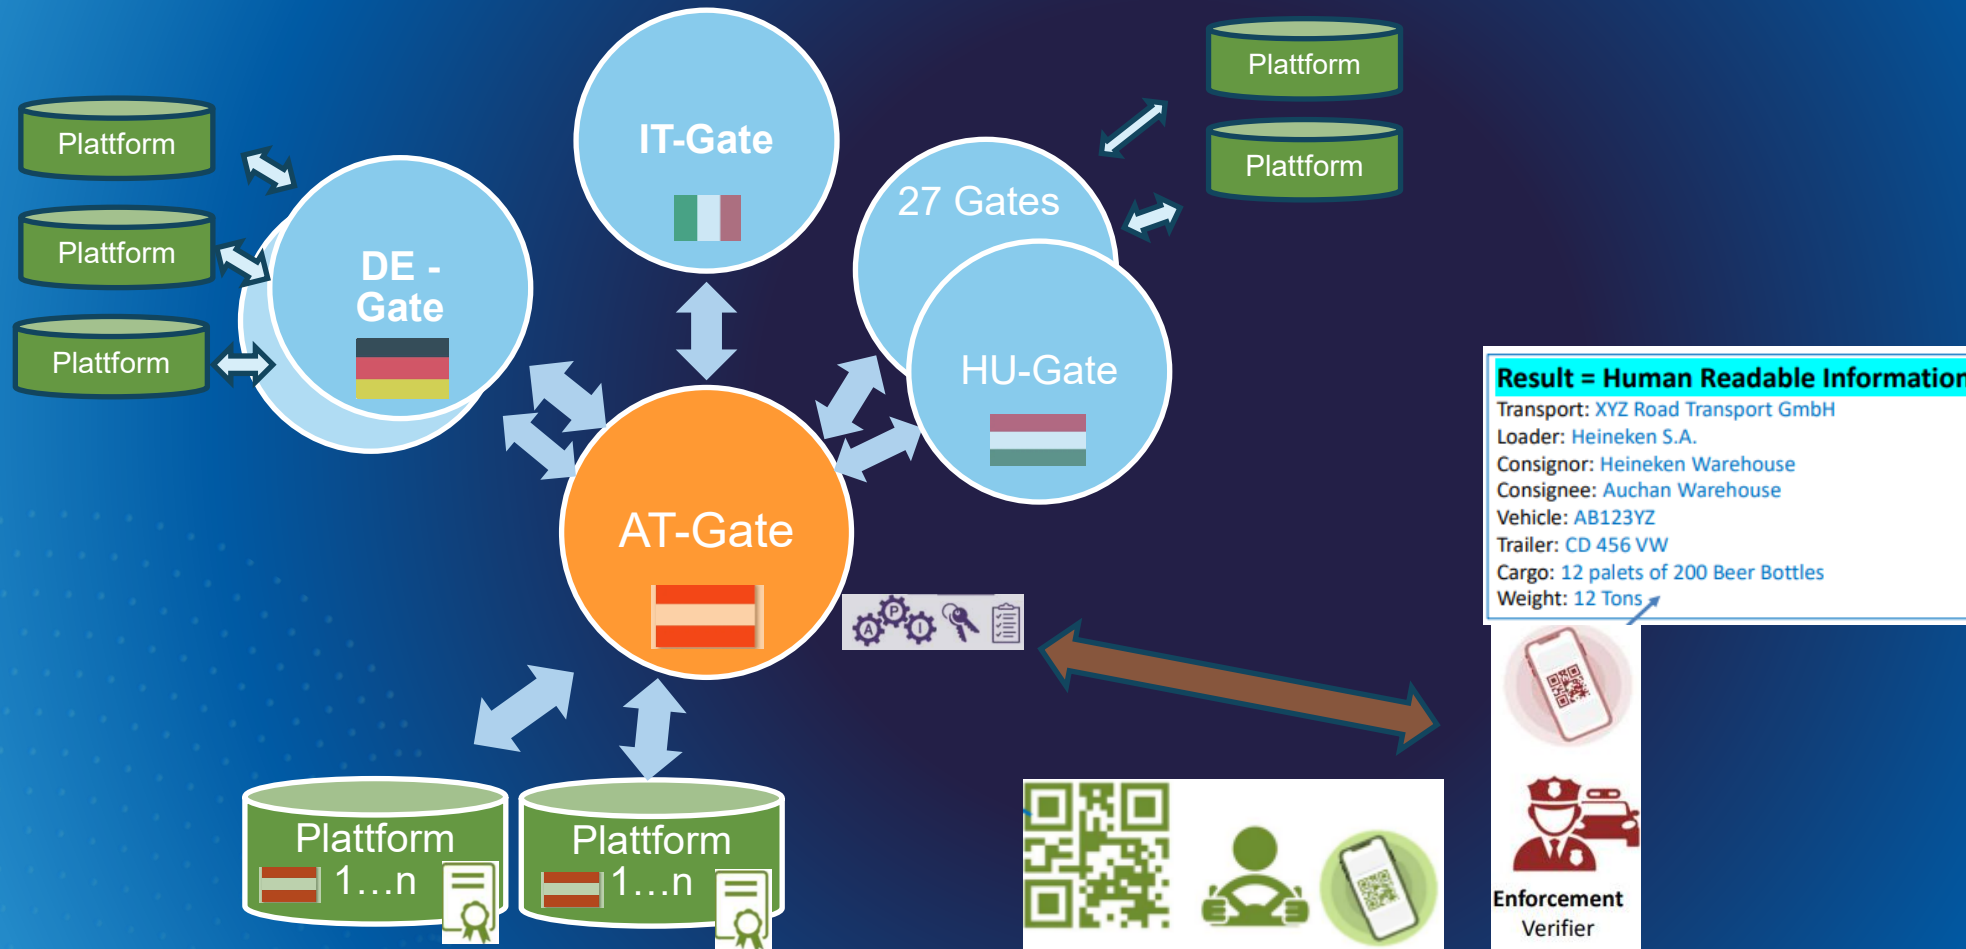 Plattform
Plattform
Plattform
DE -
Gate
IT-Gate
27 Gates
HU-Gate
Plattform
Plattform
AT-Gate
A P I
Plattform
1...n
Plattform
1...n
Result = Human Readable Information
Transport: XYZ Road Transport GmbH
Loader: Heineken S.A.
Consignor: Heineken Warehouse
Consignee: Auchan Warehouse
Vehicle: AB123YZ
Trailer: CD 456 VW
Cargo: 12 palets of 200 Beer Bottles
Weight: 12 Tons
Enforcement
Verifier